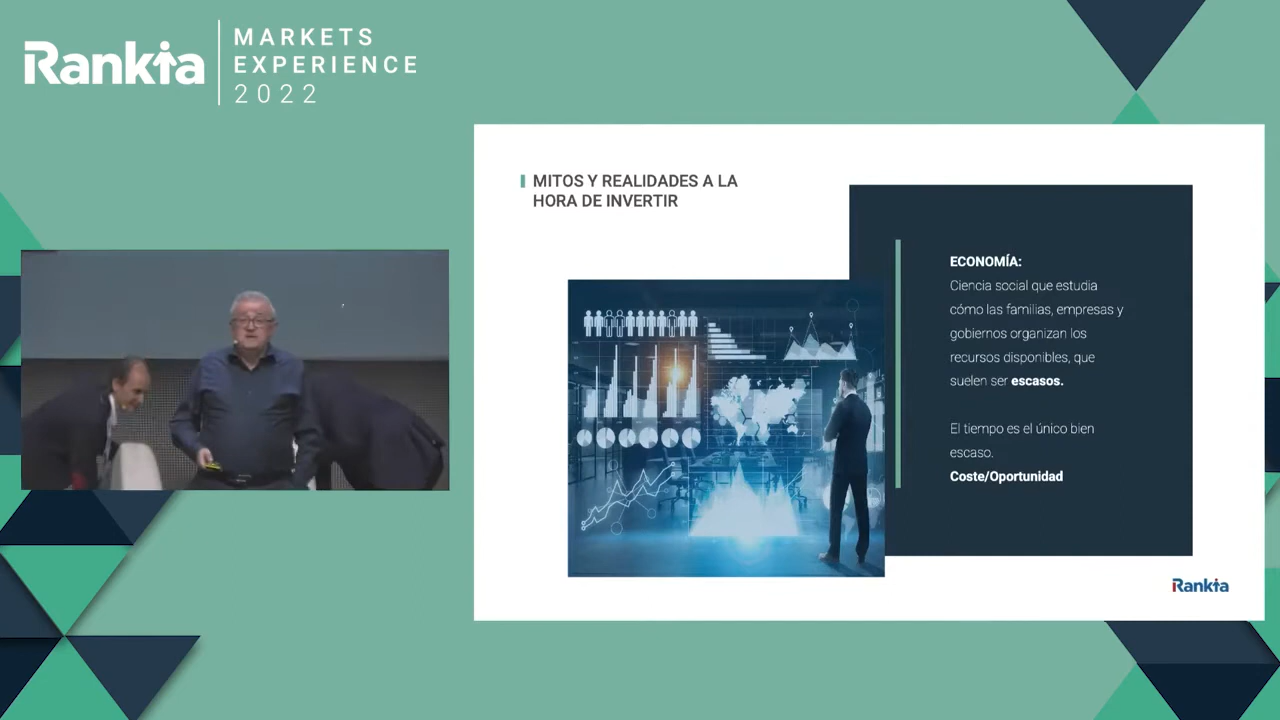 Rankia
MARKETS
EXPERIENCE
2022
MITOS Y REALIDADES A LA
HORA DE INVERTIR
ECONOMÍA:
Ciencia social que estudia
cómo las familias, empresas y
gobiernos organizan los
recursos disponibles, que
suelen ser escasos.
El tiempo es el único bien
escaso.
Coste/Oportunidad
Rankia